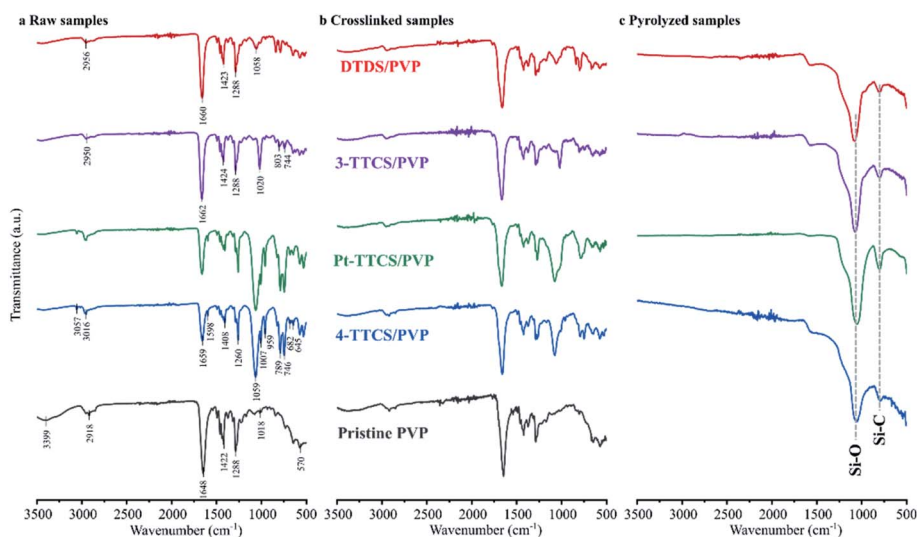 a Raw samples
b Crosslinked samples
c Pyrolyzed samples
Transmittance (a.u.)
2956
1660
1423
1288
1058
DTDS/PVP
2950
1662
1424
1288
1020
803
744
3-TTCS/PVP
Pt-TTCS/PVP
3057
3016
1659
1598
1408
1260
1059
1007
959
789
746
682
645
4-TTCS/PVP
3399
2918
1648
1422
1288
1018
570
Pristine PVP
Si-O
Si-C
3500 2500 2000 1500 1000 500
3500 2500 2000 1500 1000 500
3500 2500 2000 1500 1000 500
Wavenumber (cm⁻¹)
Wavenumber (cm⁻¹)
Wavenumber (cm⁻¹)